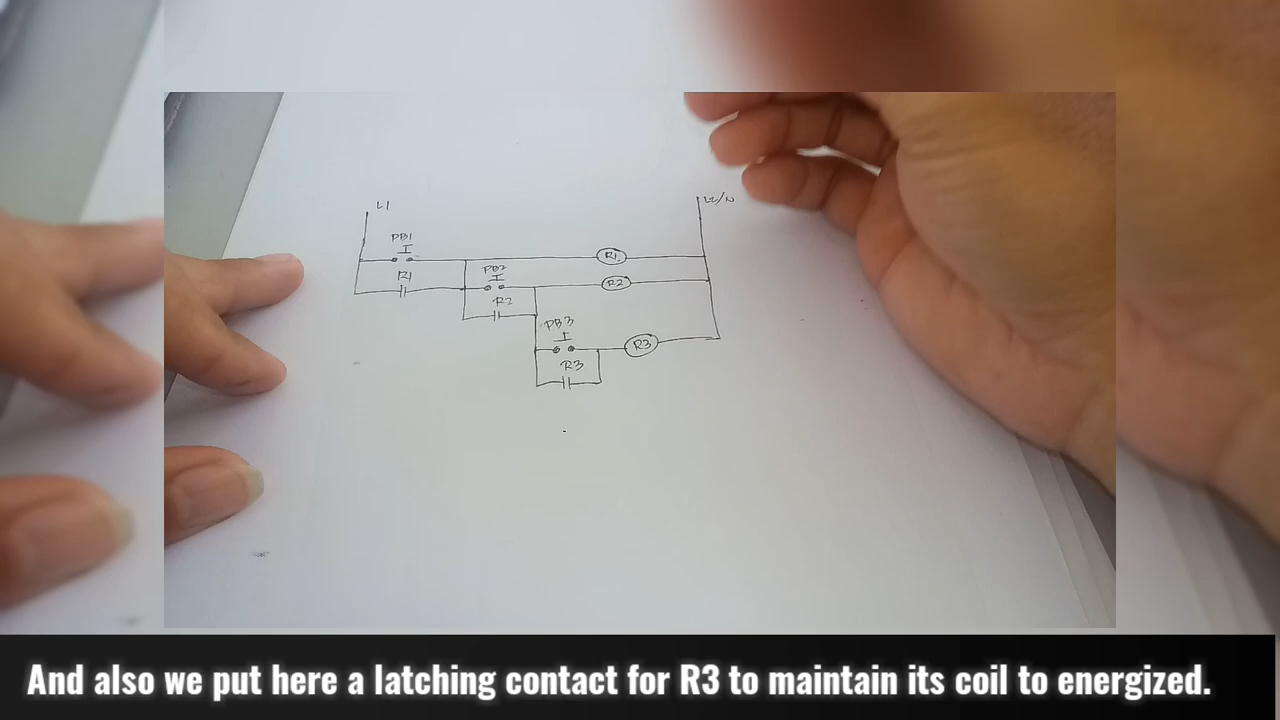 L1
L2/N
PB1
R1
R1
PB2
R2
R2
PB3
R3
R3
And also we put here a latching contact for R3 to maintain its coil to energized.